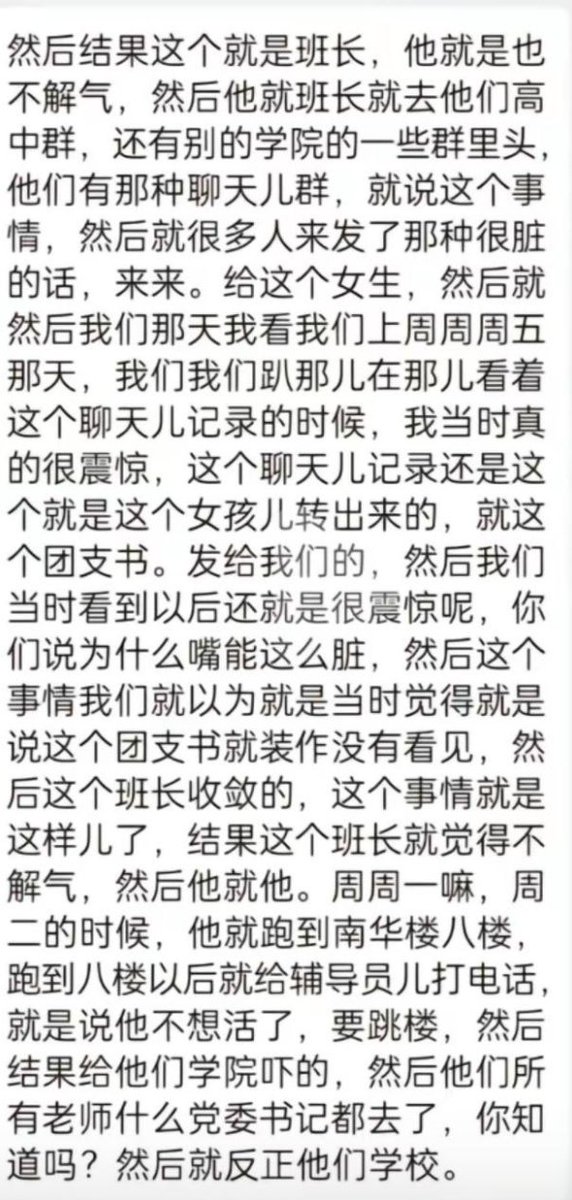 然后结果这个就是班长，他就是也
不解气，然后他就班长就去他们高
中群，还有别的学院的一些群里头，
他们有那种聊天儿群，就说这个事
情，然后就很多人来发了那种很脏
的话，来来。给这个女生，然后就
然后我们那天我看我们上周周周五
那天，我们我们趴那儿在那儿看着
这个聊天儿记录的时候，我当时真
的很震惊，这个聊天儿记录还是这
个就是这个女孩儿转出来的，就这
个团支书。发给我们的，然后我们
当时看到以后还就是很震惊呢，你
们说为什么嘴能这么脏，然后这个
事情我们就以为就是当时觉得就是
说这个团支书就装作没有看见，然
后这个班长收敛的，这个事情就是
这样儿了，结果这个班长就觉得不
解气，然后他就他。周周一嘛，周
二的时候，他就跑到南华楼八楼，
跑到八楼以后就给辅导员儿打电话，
就是说他不想活了，要跳楼，然后
结果给他们学院吓的，然后他们所
有老师什么党委书记都去了，你知
道吗？然后就反正他们学校。